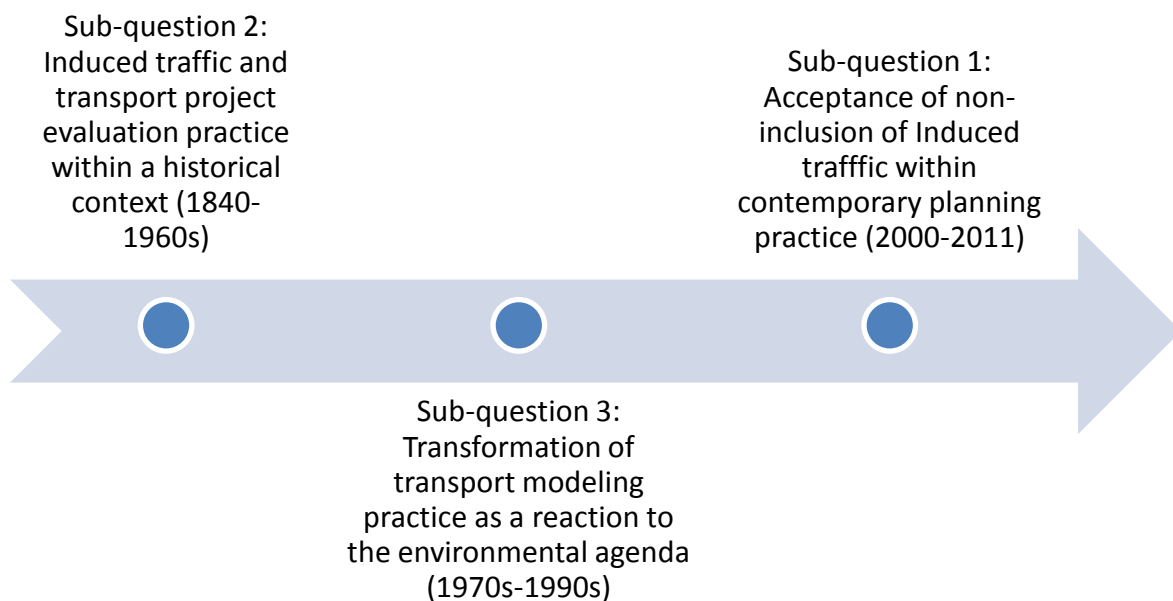 Sub-question 2:
Induced traffic and
transport project
evaluation practice
within a historical
context (1840-
1960s)
Sub-question 1:
Acceptance of non-
inclusion of Induced
trafffic within
contemporary planning
practice (2000-2011)
Sub-question 3:
Transformation of
transport modeling
practice as a reaction to
the environmental agenda
(1970s-1990s)